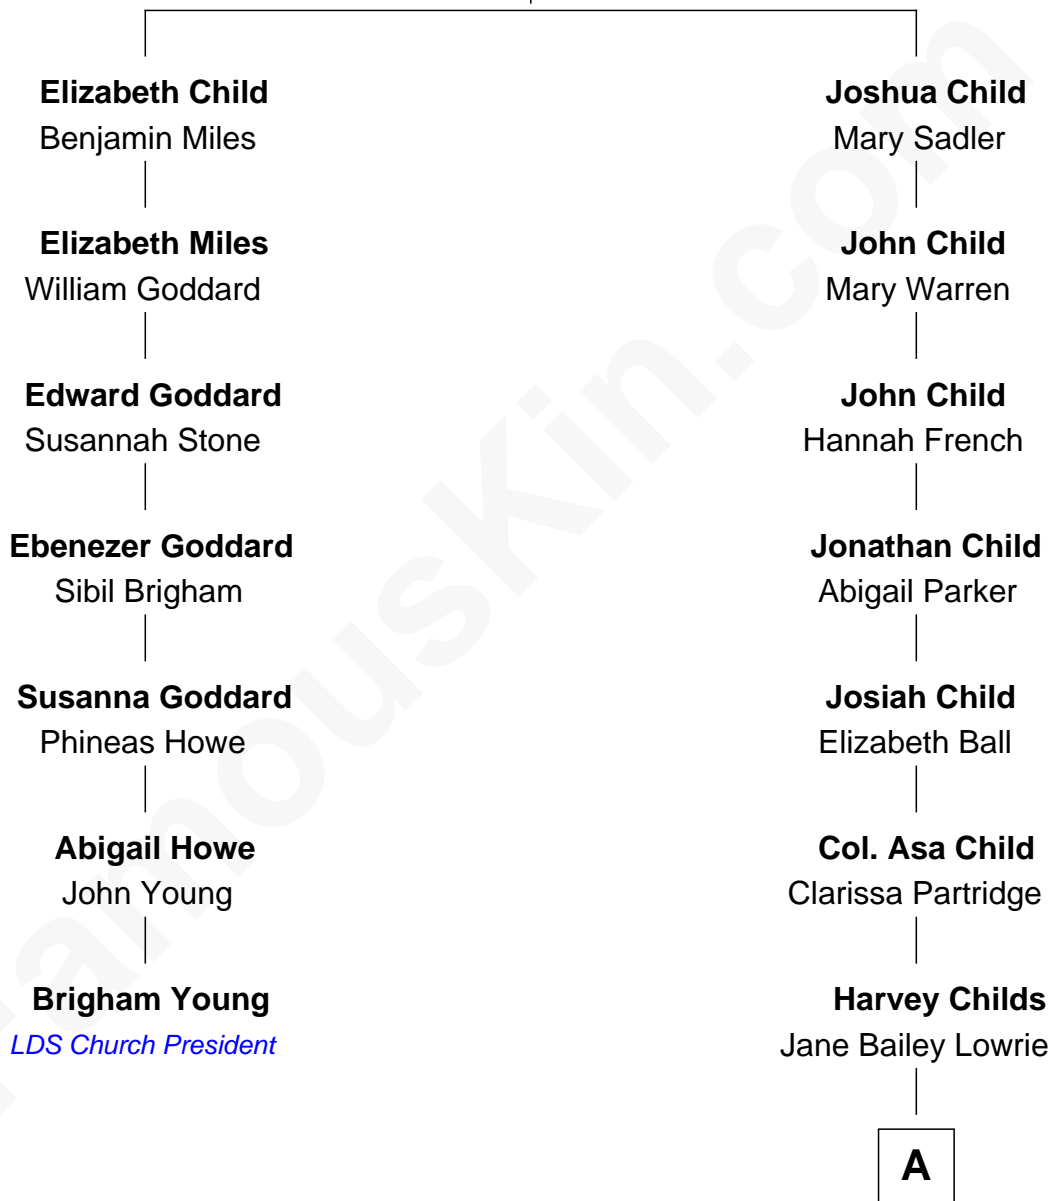 Elizabeth Child
Benjamin Miles
Elizabeth Miles
William Goddard
Edward Goddard
Susannah Stone
Ebenezer Goddard
Sibil Brigham
Susanna Goddard
Phineas Howe
Abigail Howe
John Young
Brigham Young
LDS Church President
Joshua Child
Mary Sadler
John Child
Mary Warren
John Child
Hannah French
Jonathan Child
Abigail Parker
Josiah Child
Elizabeth Ball
Col. Asa Child
Clarissa Partridge
Harvey Childs
Jane Bailey Lowrie
A
FamousKin.com